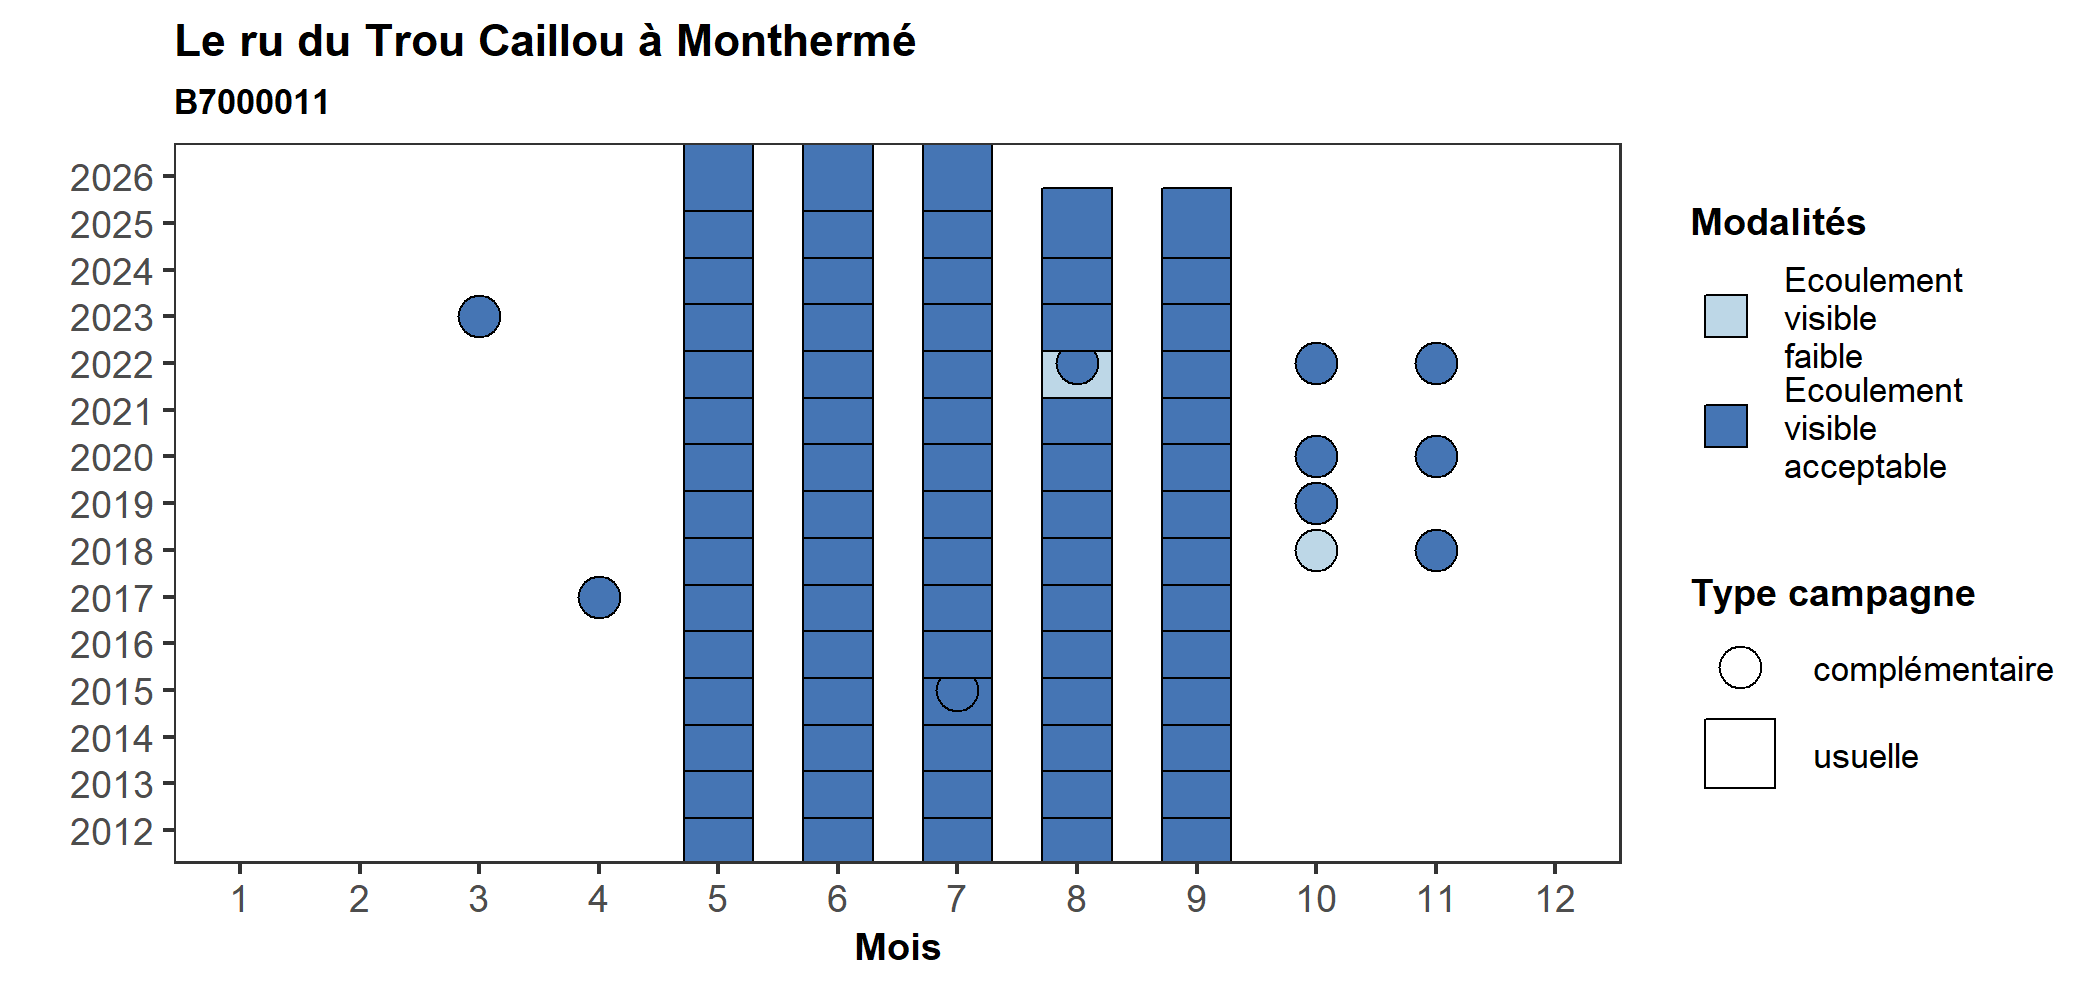 Le ru du Trou Caillou à Monthermé
B7000011
2026
2025
2024
2023
2022
2021
2020
2019
2018
2017
2016
2015
2014
2013
2012
1 2 3 4 5 6 7 8 9 10 11 12
Mois
Modalités
Ecoulement
visible
faible
Ecoulement
visible
acceptable
Type campagne
complémentaire
usuelle